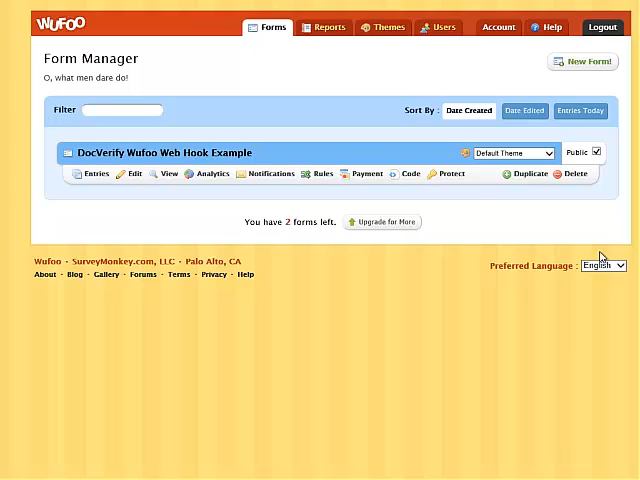 WUFOO Forms Reports Themes Users Account Help Logout
Form Manager New Form!
O, what men dare do!
Filter Sort By : Date Created Date Edited Entries Today
DocVerify Wufoo Web Hook Example Default Theme Public
Entries Edit View Analytics Notifications Rules Payment Code Protect Duplicate Delete
You have 2 forms left. Upgrade for More
Wufoo · SurveyMonkey.com, LLC · Palo Alto, CA Preferred Language : English
About · Blog · Gallery · Forums · Terms · Privacy · Help